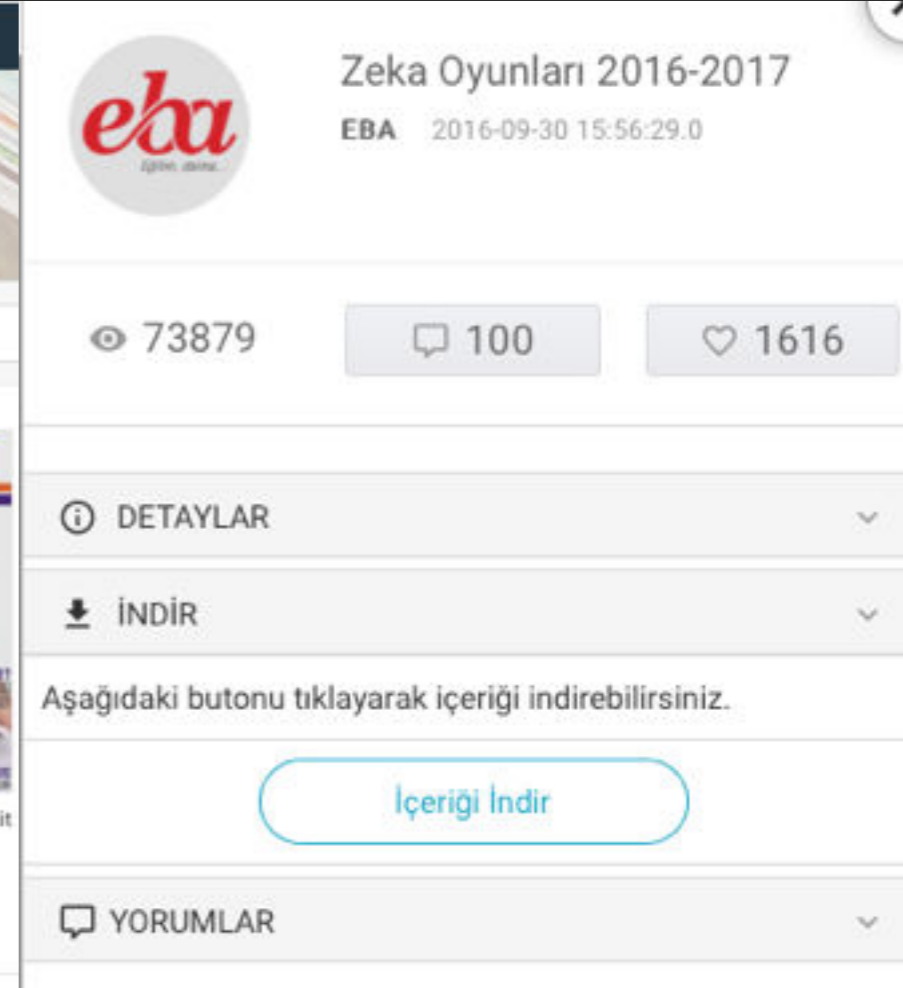 eba
Zeka Oyunları 2016-2017
EBA 2016-09-30 15:56:29.0
73879 100 1616
DETAYLAR
İNDİR
Aşağıdaki butonu tıklayarak içeriği indirebilirsiniz.
İçeriği İndir
it
YORUMLAR